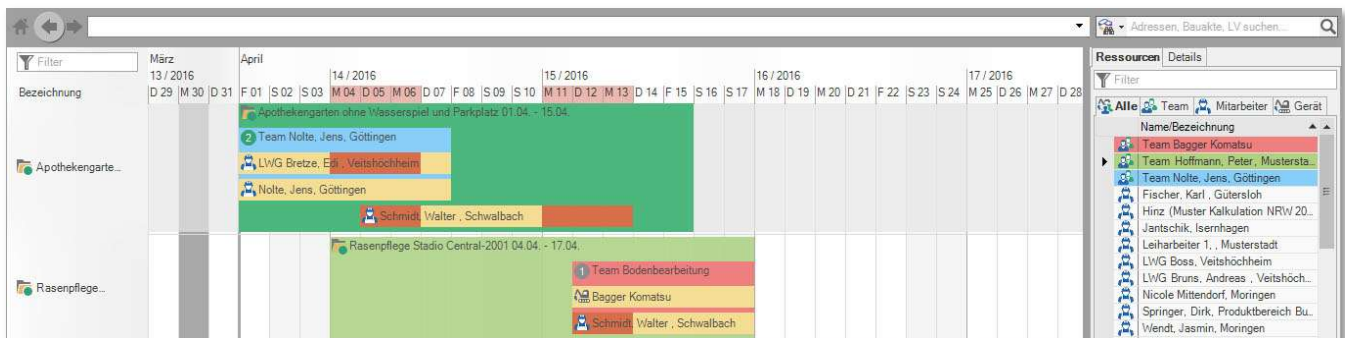 Adressen, Bauakte, LV suchen...
Filter
März
April
Ressourcen Details
13 / 2016
14 / 2016
15 / 2016
16 / 2016
17 / 2016
Filter
Bezeichnung
D 29 M 30 D 31 F 01 S 02 S 03 M 04 D 05 M 06 D 07 F 08 S 09 S 10 M 11 D 12 M 13 D 14 F 15 S 16 S 17 M 18 D 19 M 20 D 21 F 22 S 23 S 24 M 25 D 26 M 27 D 28
Alle Team Mitarbeiter Gerät
Apothekengarten ohne Wasserspiel und Parkplatz 01.04. - 15.04.
2 Team Nolte, Jens, Göttingen
Apothekengarte...
LWG Bretze, Edi , Veitshöchheim
Nolte, Jens, Göttingen
Schmidt, Walter , Schwalbach
Rasenpflege Stadio Central-2001 04.04. - 17.04.
1 Team Bodenbearbeitung
Rasenpflege...
Bagger Komatsu
Schmidt, Walter , Schwalbach
Name/Bezeichnung
Team Bagger Komatsu
Team Hoffmann, Peter , Mustersta...
Team Nolte, Jens, Göttingen
Fischer, Karl , Gütersloh
Hinz (Muster Kalkulation NRW 20...
Jantschik, Isernhagen
Leiharbeiter 1, , Musterstadt
LWG Boss, Veitshöchheim
LWG Bruns, Andreas , Veitshöch...
Nicole Mittendorf, Moringen
Springer, Dirk, Produktbereich Bu...
Wendt, Jasmin, Moringen